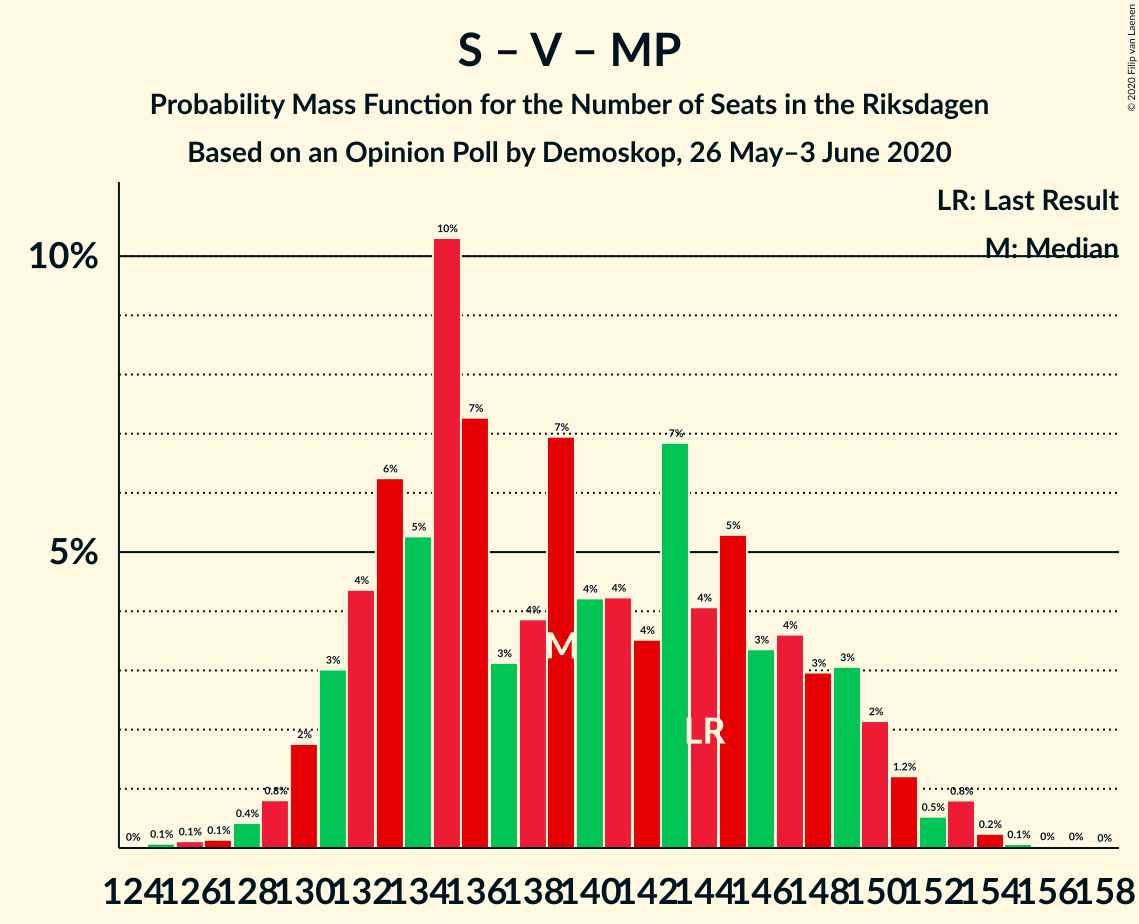 S – V – MP
Probability Mass Function for the Number of Seats in the Riksdagen
Based on an Opinion Poll by Demoskop, 26 May–3 June 2020
© 2020 Filip van Laenen
LR: Last Result
M: Median
10%
5%
0% 0.1% 0.1% 0.1% 0.4% 0.8% 2% 3% 4% 6% 5% 10% 7% 3% 4% 7% 4% 4% 4% 7% 4% 5% 3% 4% 3% 3% 2% 1.2% 0.5% 0.8% 0.2% 0.1% 0% 0% 0%
M
LR
124 126 128 130 132 134 136 138 140 142 144 146 148 150 152 154 156 158